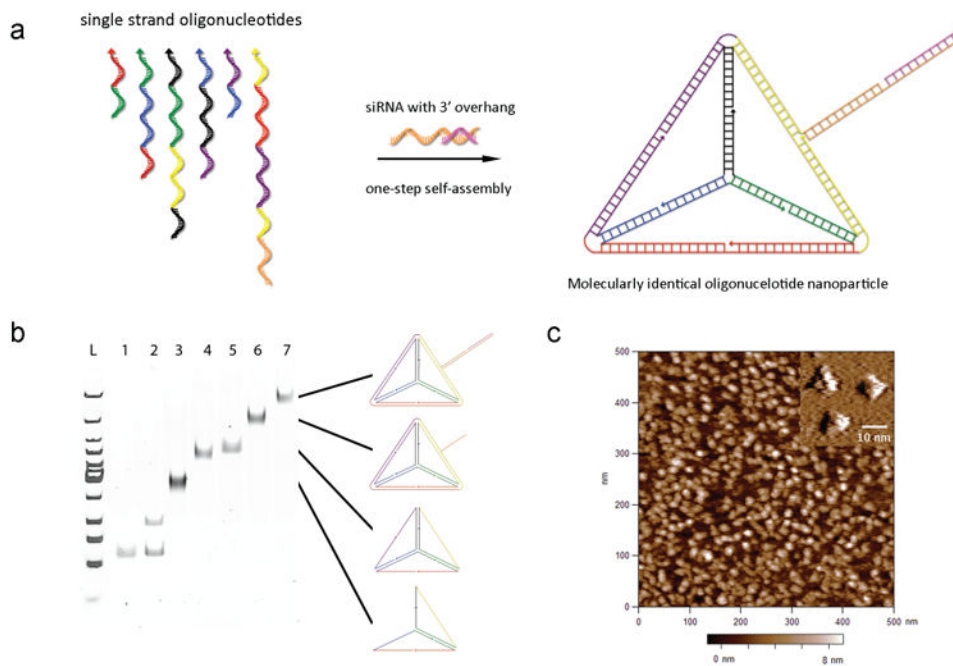 a
single strand oligonucleotides
siRNA with 3' overhang
one-step self-assembly
Molecularly identical oligonucelotide nanoparticle
b
L 1 2 3 4 5 6 7
c
500
400
300
200
100
0
nm
10 nm
0 100 200 300 400 500 nm
0 nm 8 nm